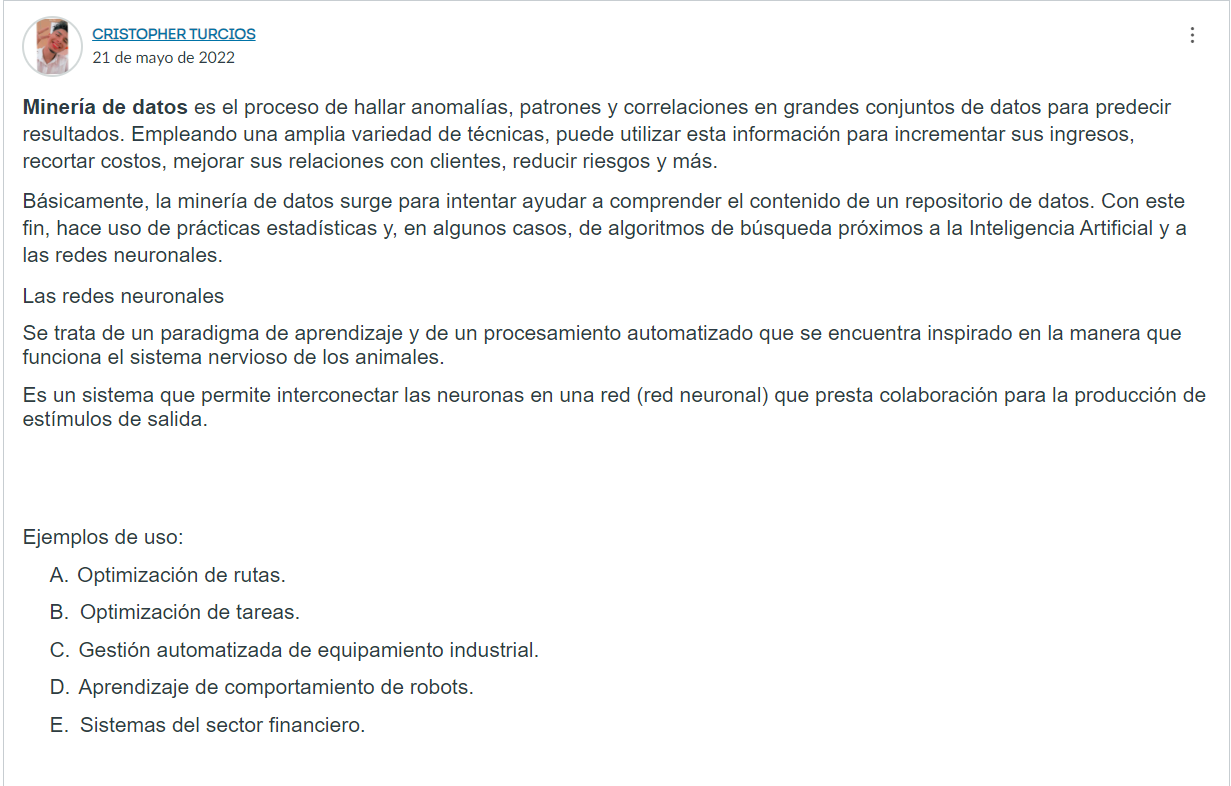 CRISTOPHER TURCIOS
21 de mayo de 2022
Minería de datos es el proceso de hallar anomalías, patrones y correlaciones en grandes conjuntos de datos para predecir
resultados. Empleando una amplia variedad de técnicas, puede utilizar esta información para incrementar sus ingresos,
recortar costos, mejorar sus relaciones con clientes, reducir riesgos y más.
Básicamente, la minería de datos surge para intentar ayudar a comprender el contenido de un repositorio de datos. Con este
fin, hace uso de prácticas estadísticas y, en algunos casos, de algoritmos de búsqueda próximos a la Inteligencia Artificial y a
las redes neuronales.
Las redes neuronales
Se trata de un paradigma de aprendizaje y de un procesamiento automatizado que se encuentra inspirado en la manera que
funciona el sistema nervioso de los animales.
Es un sistema que permite interconectar las neuronas en una red (red neuronal) que presta colaboración para la producción de
estímulos de salida.
Ejemplos de uso:
A. Optimización de rutas.
B. Optimización de tareas.
C. Gestión automatizada de equipamiento industrial.
D. Aprendizaje de comportamiento de robots.
E. Sistemas del sector financiero.